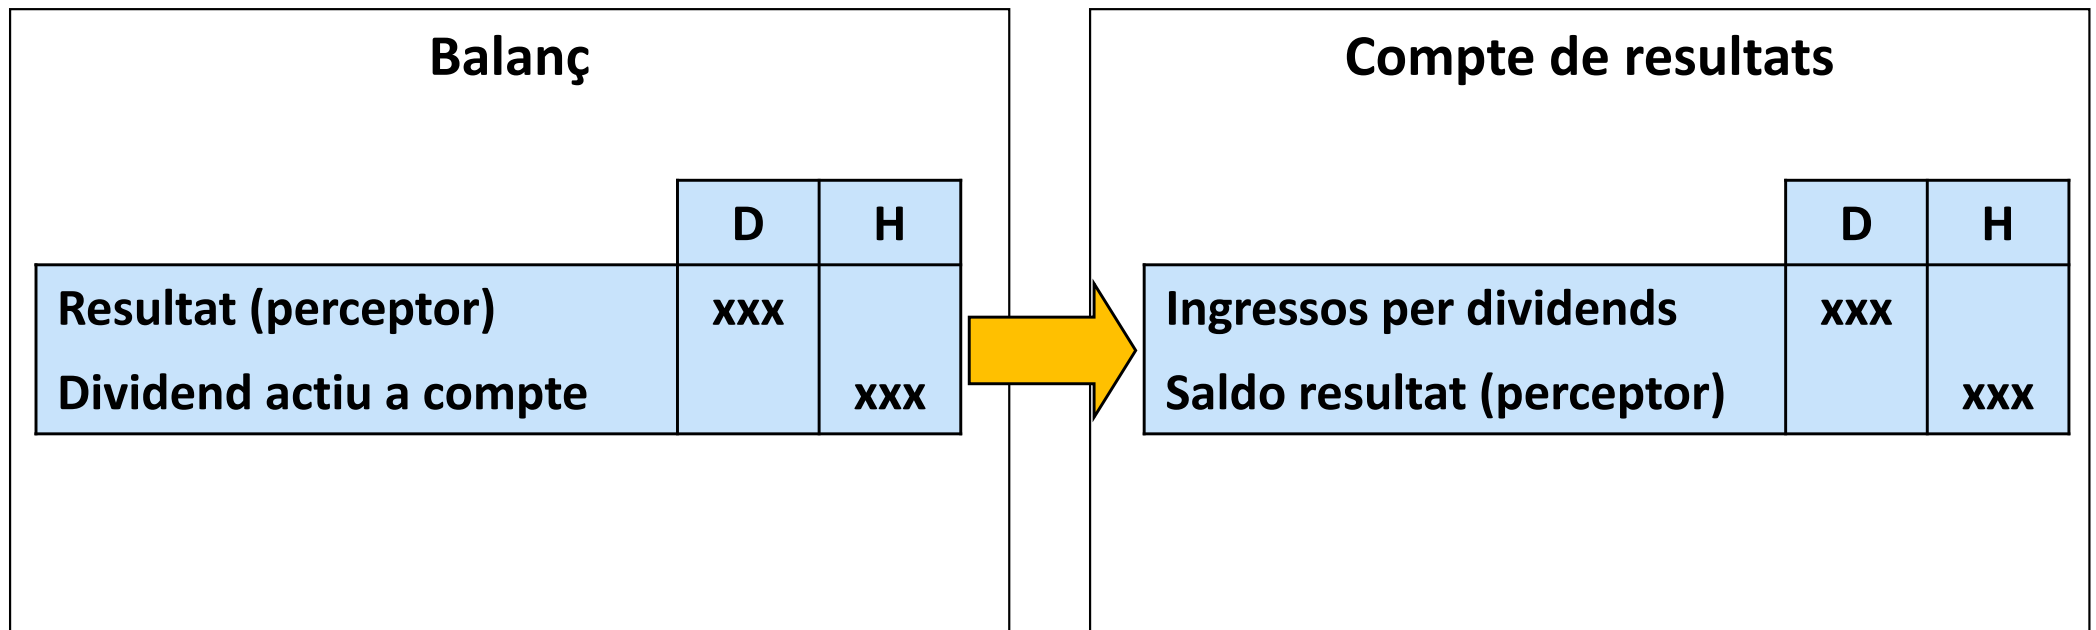 Balanç
D H
Resultat (perceptor) xxx
Dividend actiu a compte xxx
Compte de resultats
D H
Ingressos per dividends xxx
Saldo resultat (perceptor) xxx